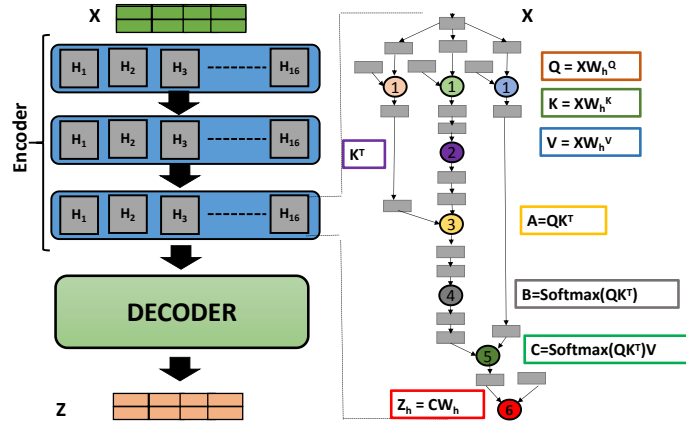 X
H1 H2 H3 H16
H1 H2 H3 H16
H1 H2 H3 H16
Encoder
DECODER
Z
X
1 1 1
Q = XWhQ
K = XWhK
V = XWhV
KT
2
3
A=QKT
4
B=Softmax(QKT)
5
C=Softmax(QKT)V
Zh = CWh
6